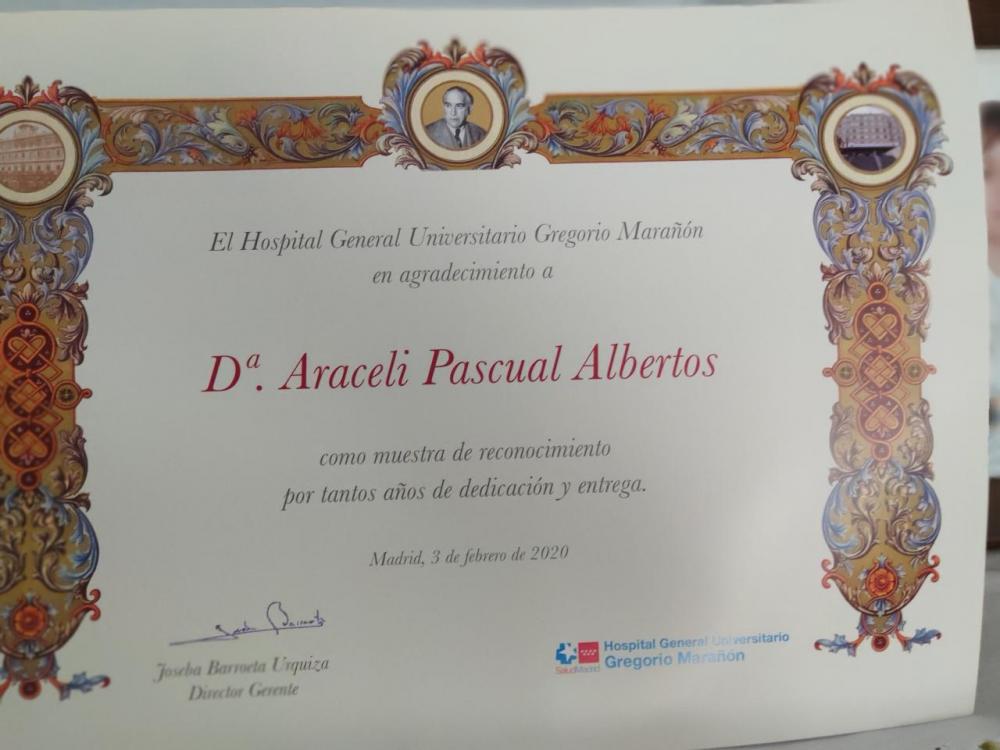 El Hospital General Universitario Gregorio Marañón
en agradecimiento a
Dª. Araceli Pascual Albertos
como muestra de reconocimiento
por tantos años de dedicación y entrega.
Madrid, 3 de febrero de 2020
Joseba Barroeta Urquiza
Director Gerente
SaludMadrid
Hospital General Universitario
Gregorio Marañón